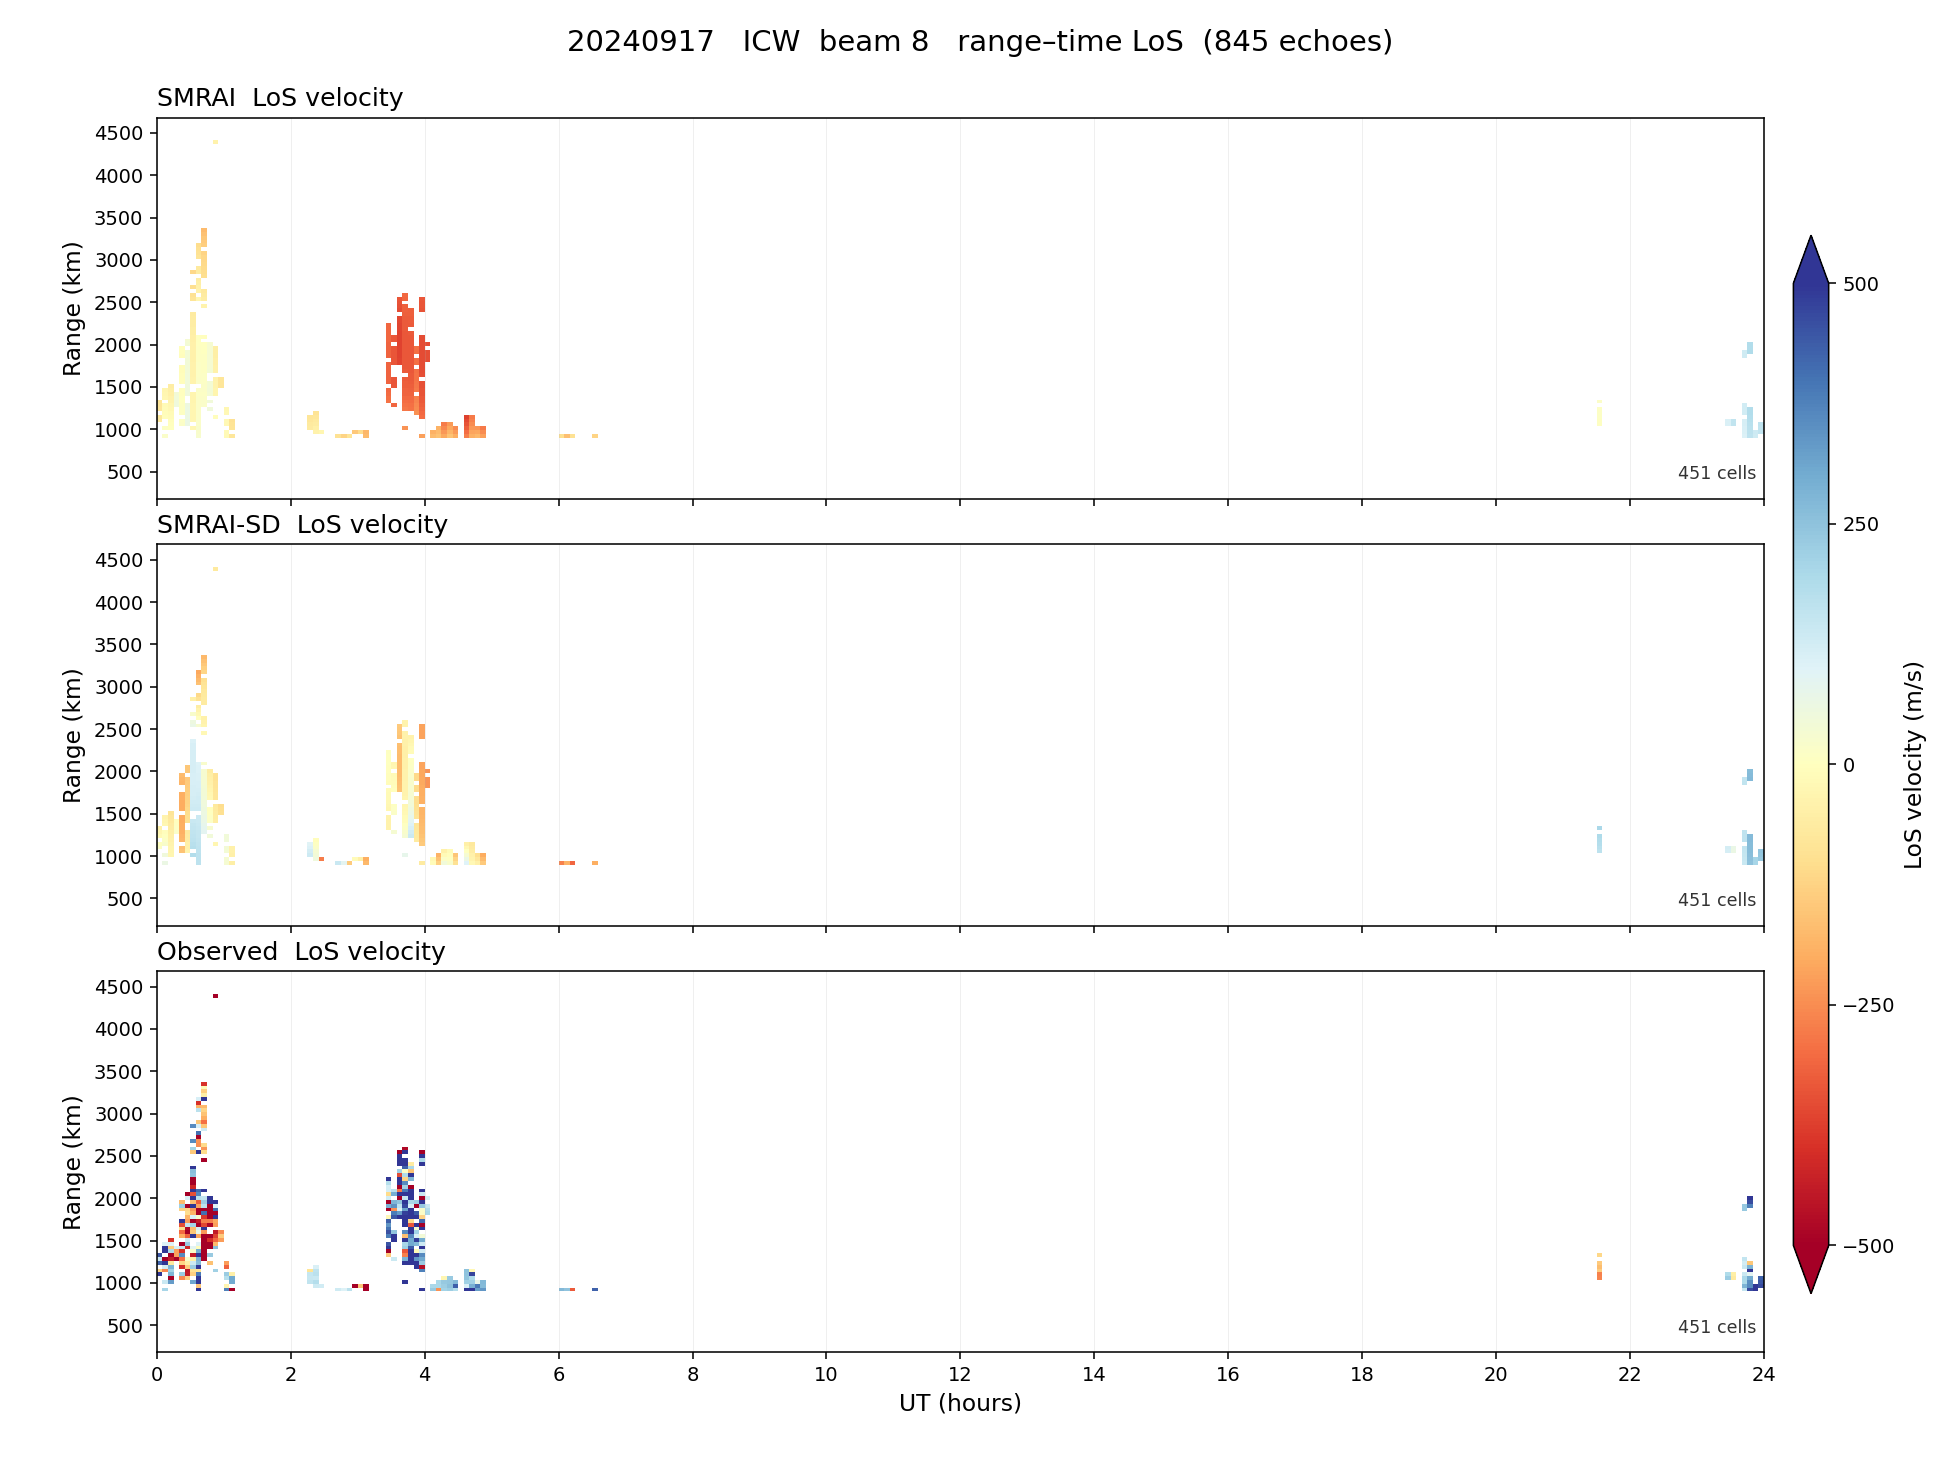 20240917   ICW  beam 8   range–time LoS  (845 echoes)
SMRAI  LoS velocity
4500
4000
3500
3000
2500
2000
1500
1000
500
Range (km)
451 cells
SMRAI-SD  LoS velocity
4500
4000
3500
3000
2500
2000
1500
1000
500
Range (km)
451 cells
Observed  LoS velocity
4500
4000
3500
3000
2500
2000
1500
1000
500
Range (km)
451 cells
0 2 4 6 8 10 12 14 16 18 20 22 24
UT (hours)
500
250
0
−250
−500
LoS velocity (m/s)